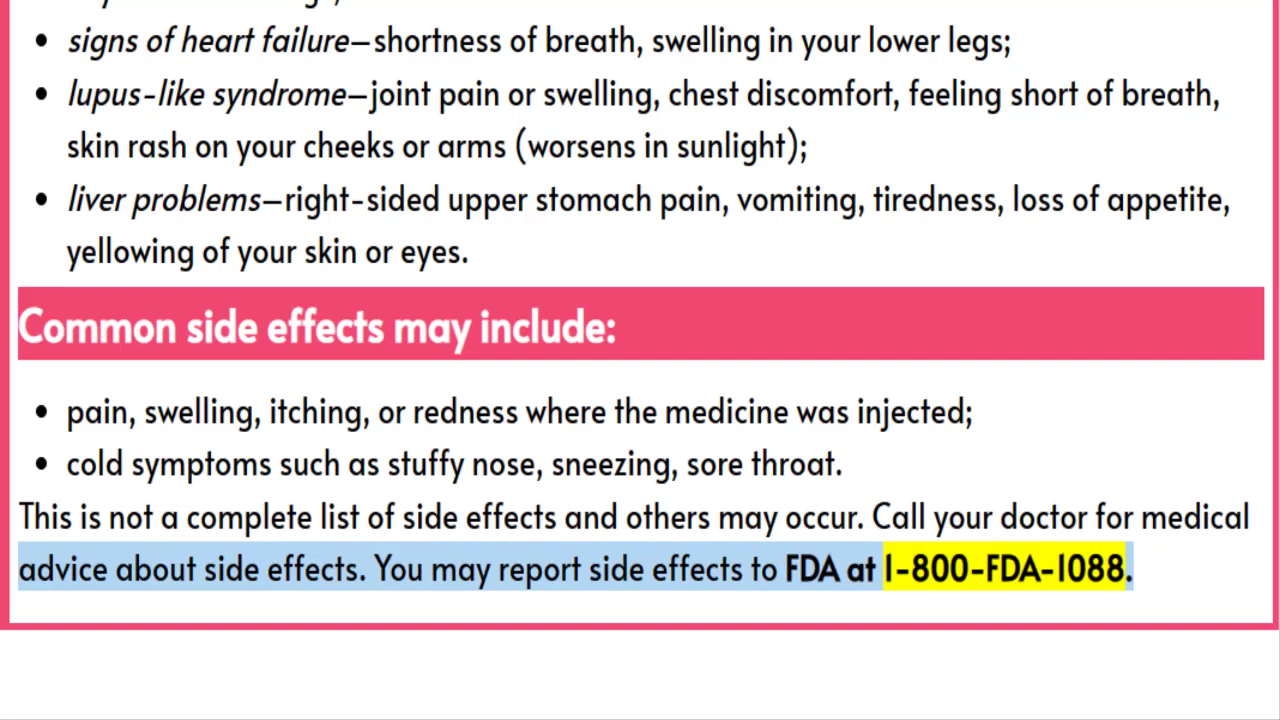 • signs of heart failure–shortness of breath, swelling in your lower legs;
• lupus-like syndrome–joint pain or swelling, chest discomfort, feeling short of breath,
skin rash on your cheeks or arms (worsens in sunlight);
• liver problems–right-sided upper stomach pain, vomiting, tiredness, loss of appetite,
yellowing of your skin or eyes.
Common side effects may include:
• pain, swelling, itching, or redness where the medicine was injected;
• cold symptoms such as stuffy nose, sneezing, sore throat.
This is not a complete list of side effects and others may occur. Call your doctor for medical
advice about side effects. You may report side effects to FDA at 1-800-FDA-1088.